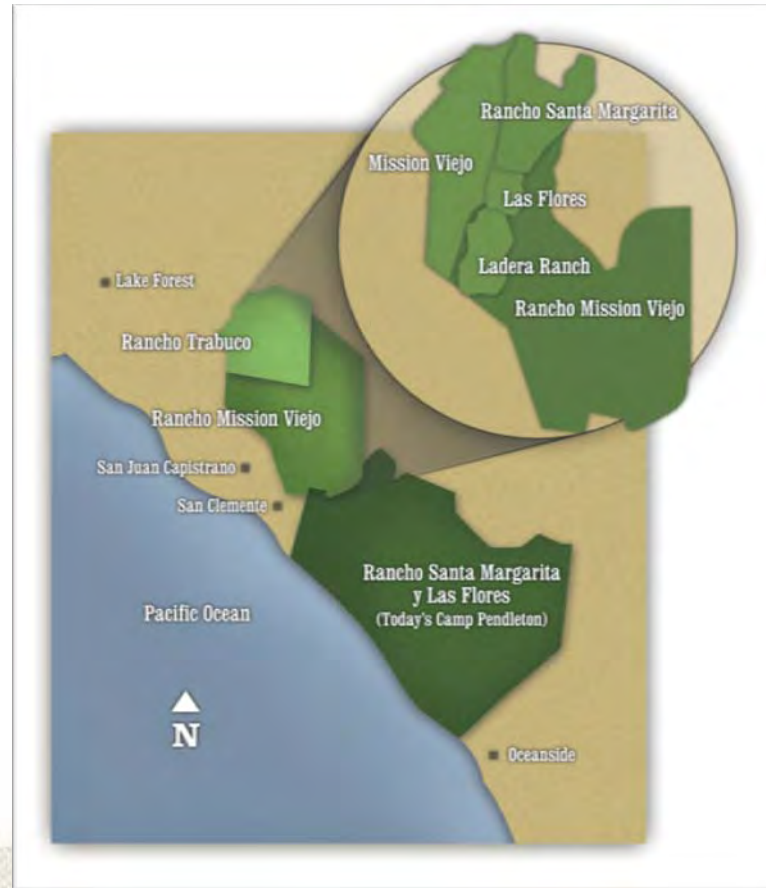 Rancho Santa Margarita
Mission Viejo
Las Flores
Ladera Ranch
Rancho Mission Viejo
Lake Forest
Rancho Trabuco
Rancho Mission Viejo
San Juan Capistrano
San Clemente
Rancho Santa Margarita
y Las Flores
(Today's Camp Pendleton)
Pacific Ocean
N
Oceanside